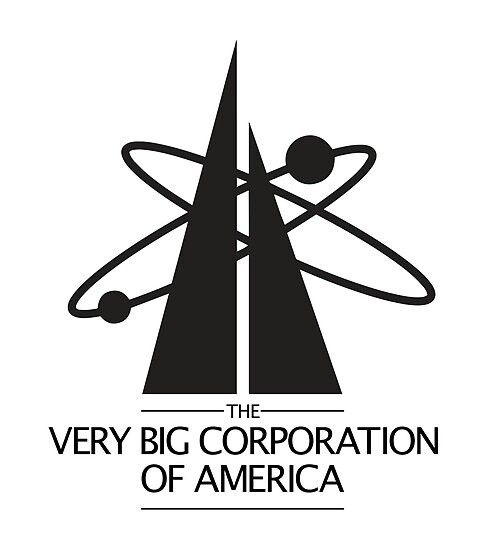 THE
VERY BIG CORPORATION
OF AMERICA